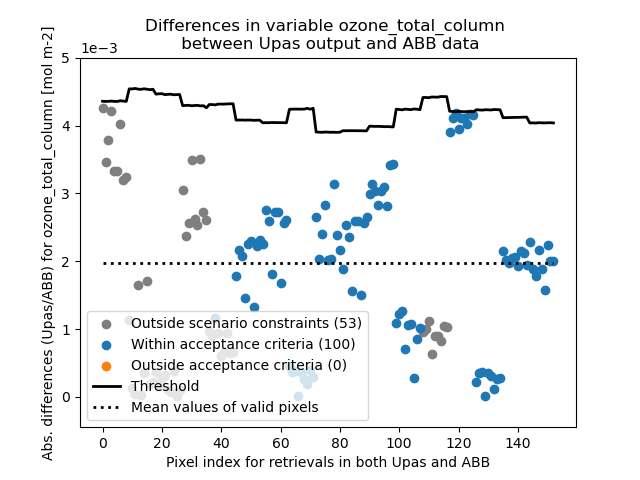 Differences in variable ozone_total_column
between Upas output and ABB data
1e−3
Abs. differences (Upas/ABB) for ozone_total_column [mol m-2]
5
4
3
2
1
0
Outside scenario constraints (53)
Within acceptance criteria (100)
Outside acceptance criteria (0)
Threshold
Mean values of valid pixels
0 20 40 60 80 100 120 140
Pixel index for retrievals in both Upas and ABB